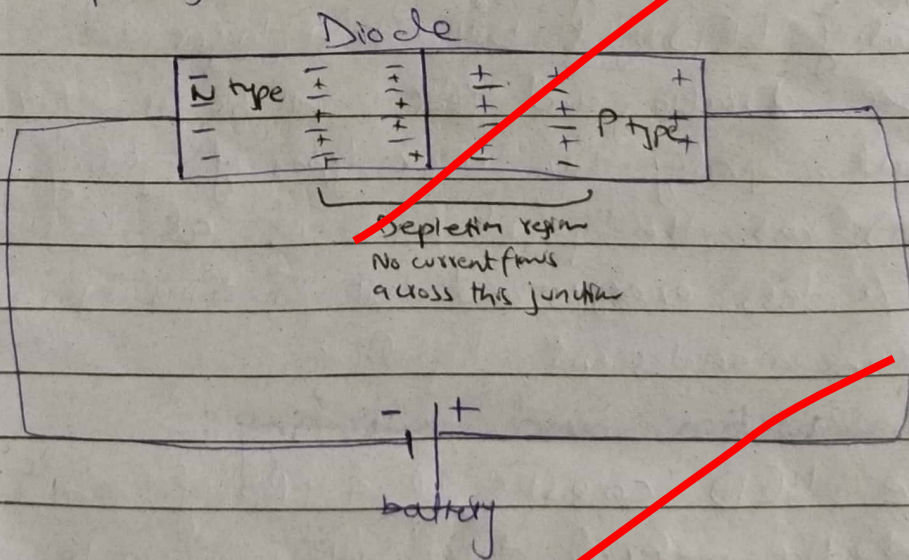 Diode
N type
P type
Depletion region
No current flows
across this junction
- +
battery